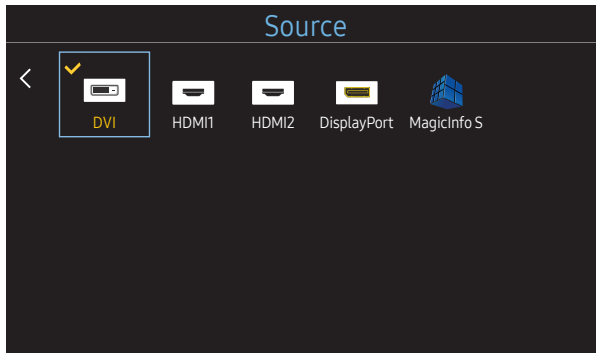 Source
DVI
HDMI1
HDMI2
DisplayPort
MagicInfo S